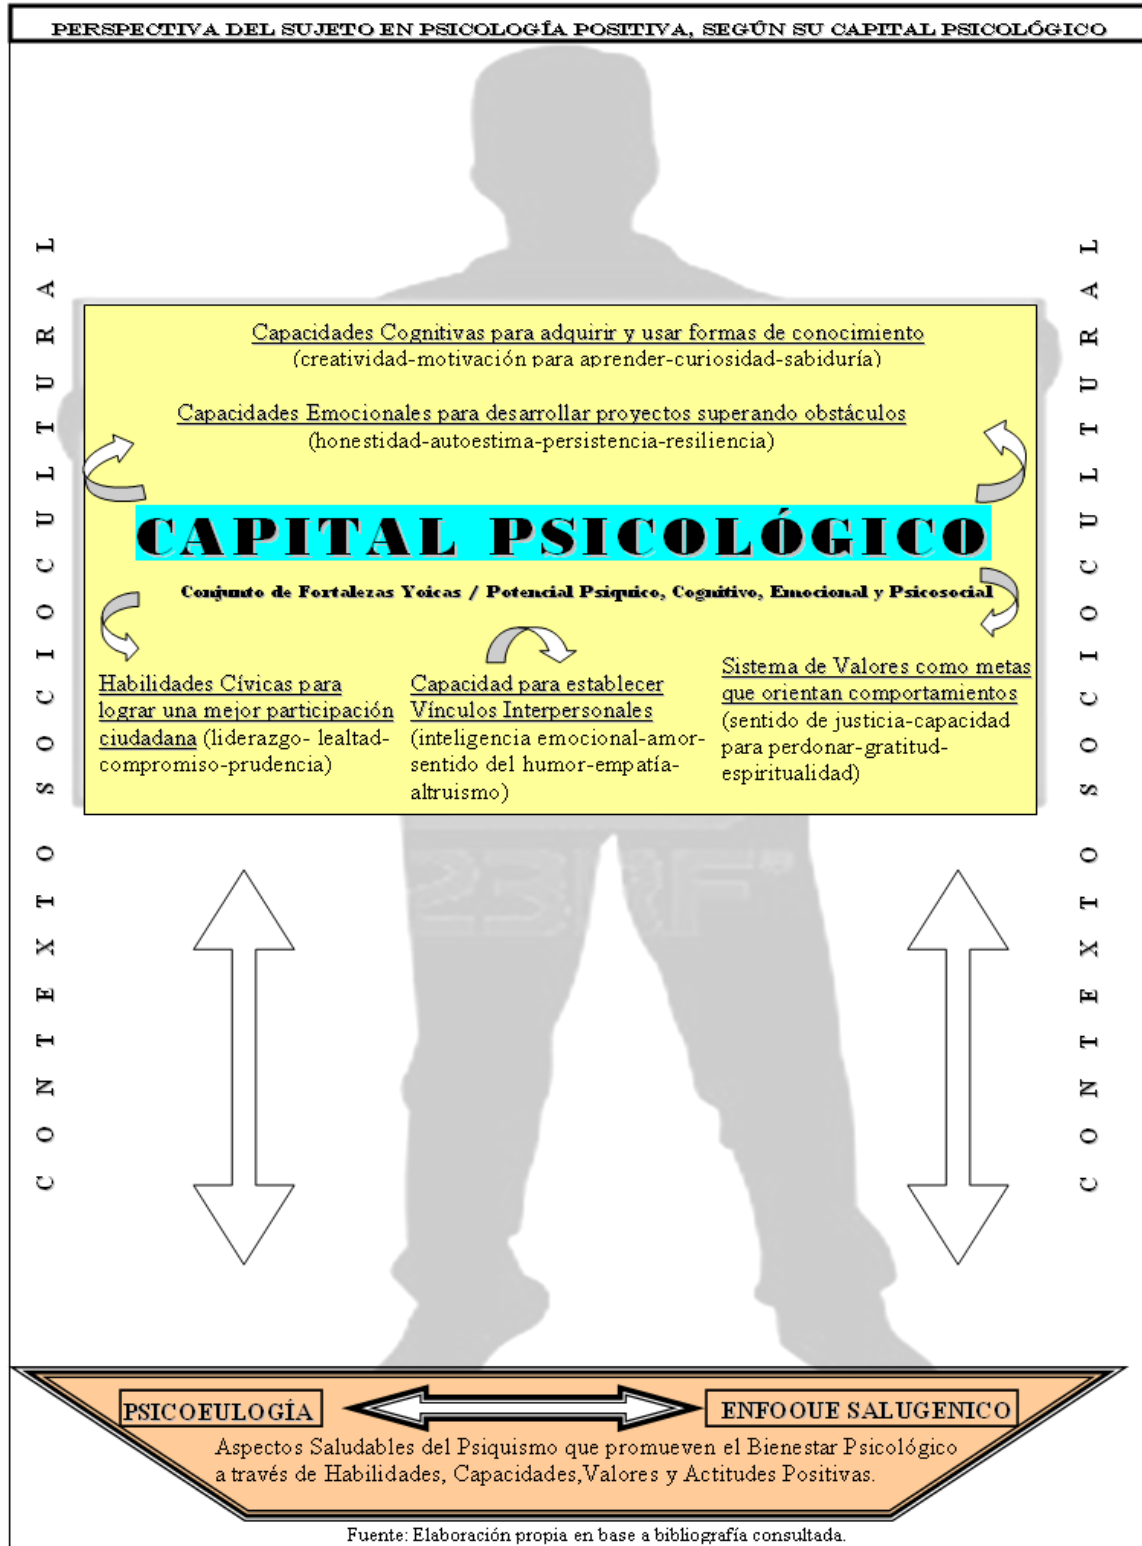 PERSPECTIVA DEL SUJETO EN PSICOLOGÍA POSITIVA, SEGÚN SU CAPITAL PSICOLÓGICO
CONTEXTO SOCIOCULTURAL
Capacidades Cognitivas para adquirir y usar formas de conocimiento
(creatividad-motivación para aprender-curiosidad-sabiduría)
Capacidades Emocionales para desarrollar proyectos superando obstáculos
(honestidad-autoestima-persistencia-resiliencia)
CAPITAL PSICOLÓGICO
Conjunto de Fortalezas Yoicas / Potencial Psiquico, Cognitivo, Emocional y Psicosocial
Habilidades Cívicas para
lograr una mejor participación
ciudadana (liderazgo- lealtad-
compromiso-prudencia)
Capacidad para establecer
Vínculos Interpersonales
(inteligencia emocional-amor-
sentido del humor-empatía-
altruismo)
Sistema de Valores como metas
que orientan comportamientos
(sentido de justicia-capacidad
para perdonar-gratitud-
espiritualidad)
CONTEXTO SOCIOCULTURAL
23RF
PSICOEULOGÍA
ENFOQUE SALUGENICO
Aspectos Saludables del Psiquismo que promueven el Bienestar Psicológico
a través de Habilidades, Capacidades,Valores y Actitudes Positivas.
Fuente: Elaboración propia en base a bibliografía consultada.